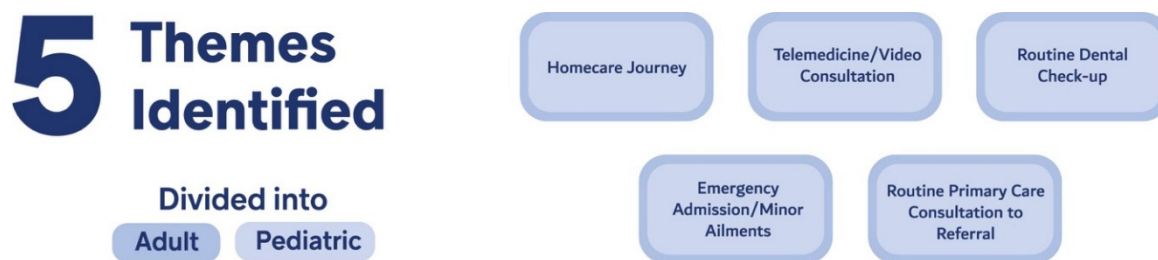 5
Themes
Identified
Divided into
Adult
Pediatric
Homecare Journey
Telemedicine/Video
Consultation
Routine Dental
Check-up
Emergency
Admission/Minor
Ailments
Routine Primary Care
Consultation to
Referral